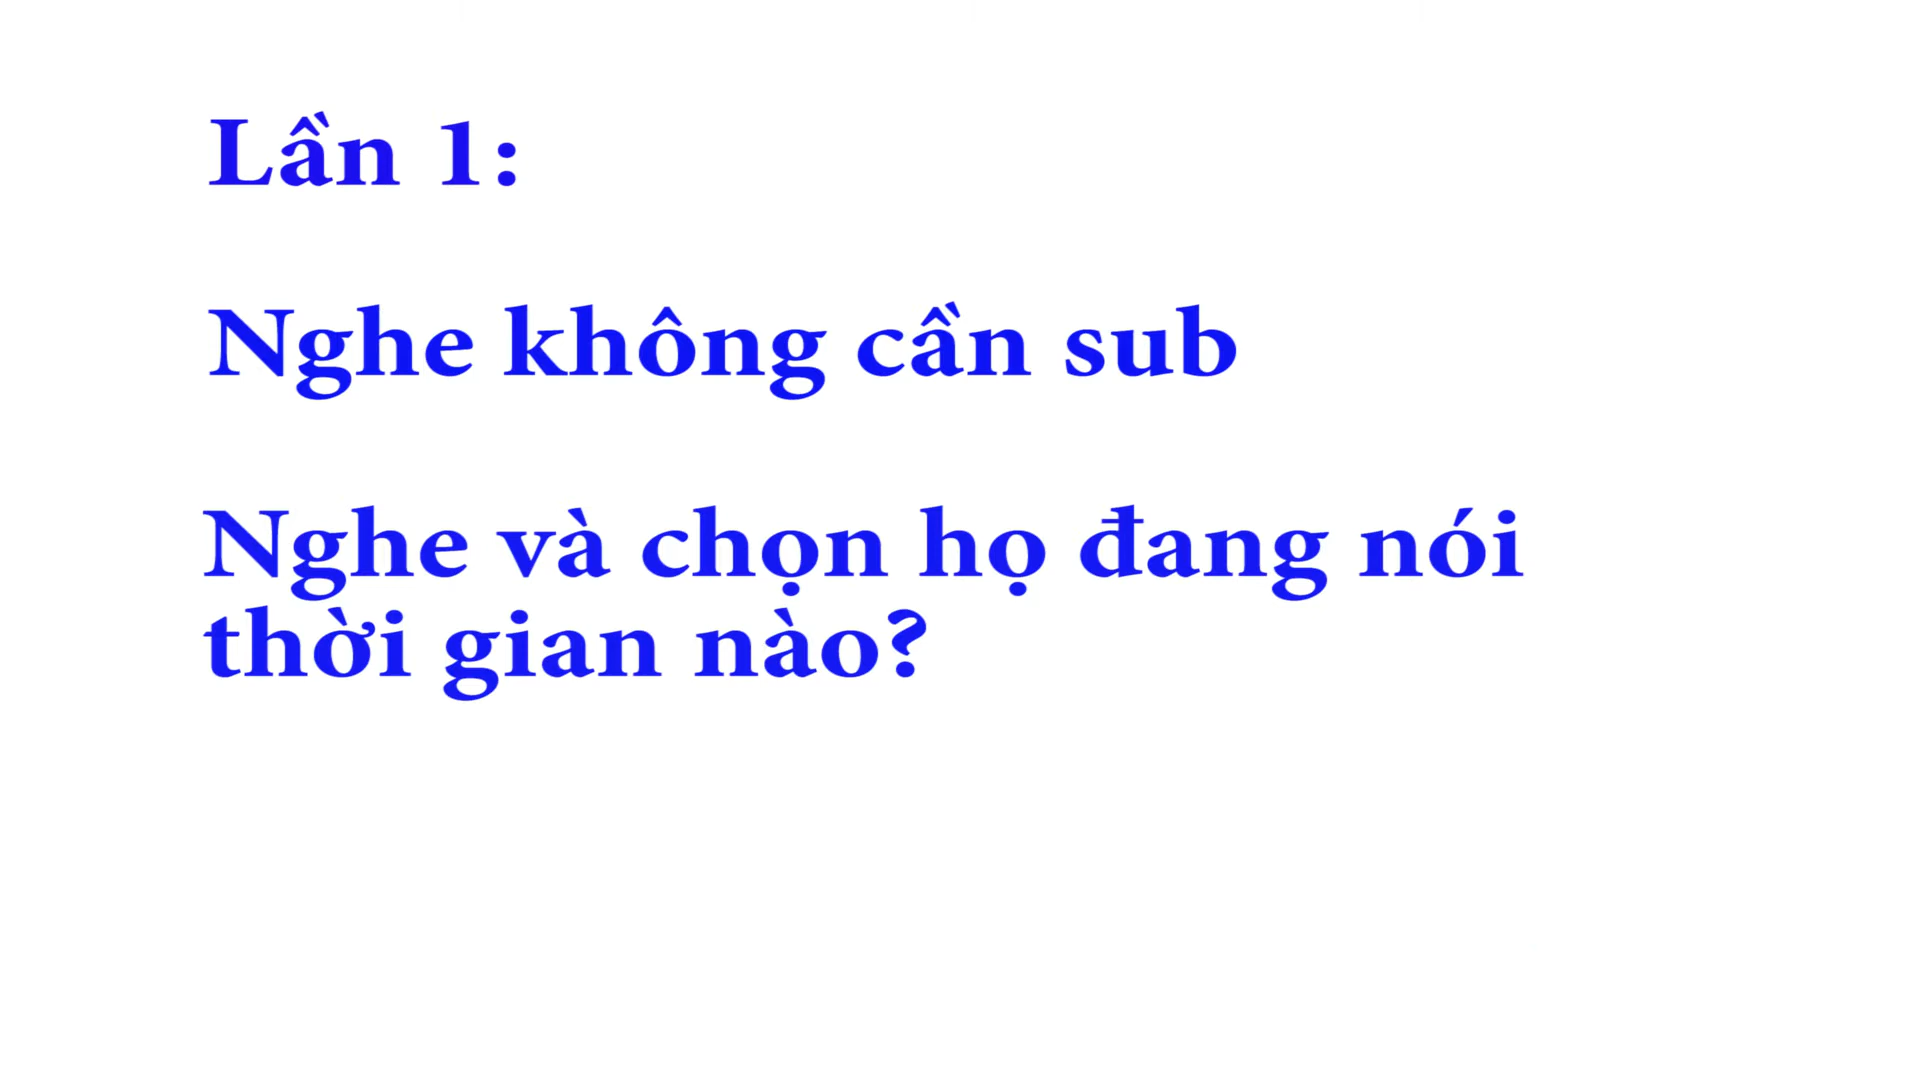 Lần 1:
Nghe không cần sub
Nghe và chọn họ đang nói
thời gian nào?